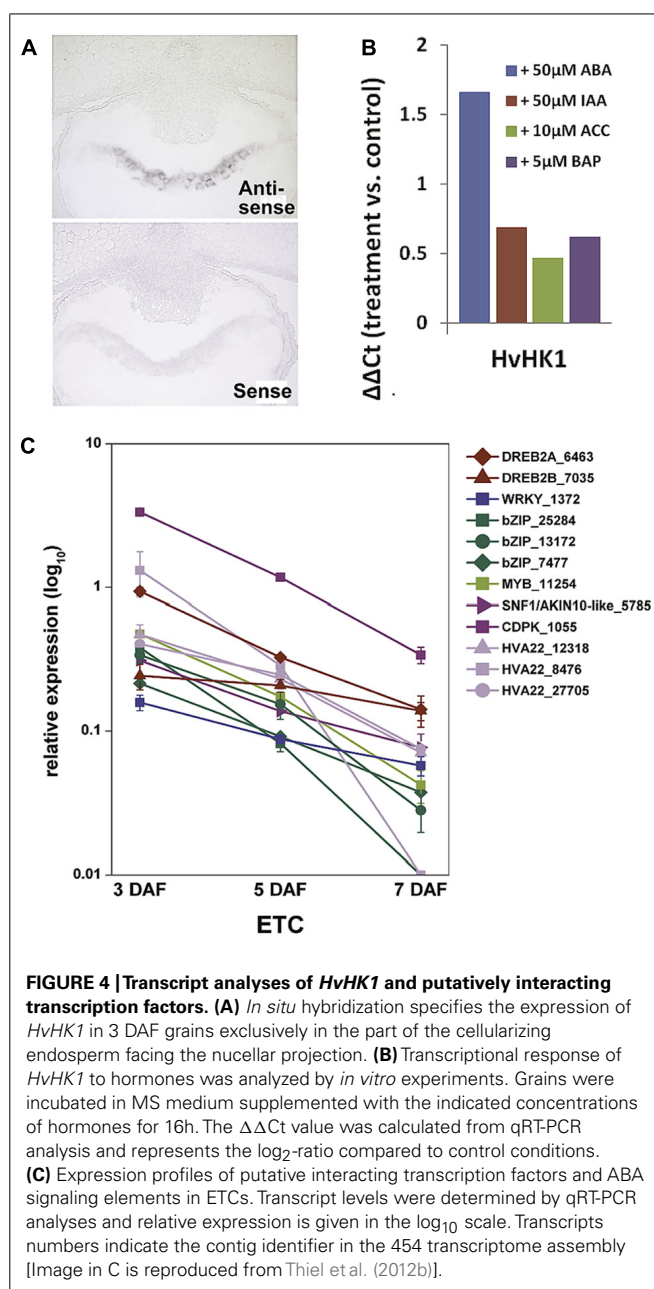 A
Anti-
sense
Sense
B
2
1.5
1
0.5
0
ΔΔCt (treatment vs. control)
+ 50µM ABA
+ 50µM IAA
+ 10µM ACC
+ 5µM BAP
HvHK1
C
10
1
0.1
0.01
relative expression (log10)
3 DAF
5 DAF
7 DAF
ETC
DREB2A_6463
DREB2B_7035
WRKY_1372
bZIP_25284
bZIP_13172
bZIP_7477
MYB_11254
SNF1/AKIN10-like_5785
CDPK_1055
HVA22_12318
HVA22_8476
HVA22_27705
FIGURE 4 | Transcript analyses of HvHK1 and putatively interacting
transcription factors. (A) In situ hybridization specifies the expression of
HvHK1 in 3 DAF grains exclusively in the part of the cellularizing
endosperm facing the nucellar projection. (B) Transcriptional response of
HvHK1 to hormones was analyzed by in vitro experiments. Grains were
incubated in MS medium supplemented with the indicated concentrations
of hormones for 16h. The ΔΔCt value was calculated from qRT-PCR
analysis and represents the log2-ratio compared to control conditions.
(C) Expression profiles of putative interacting transcription factors and ABA
signaling elements in ETCs. Transcript levels were determined by qRT-PCR
analyses and relative expression is given in the log10 scale. Transcripts
numbers indicate the contig identifier in the 454 transcriptome assembly
[Image in C is reproduced from Thiel et al. (2012b)].